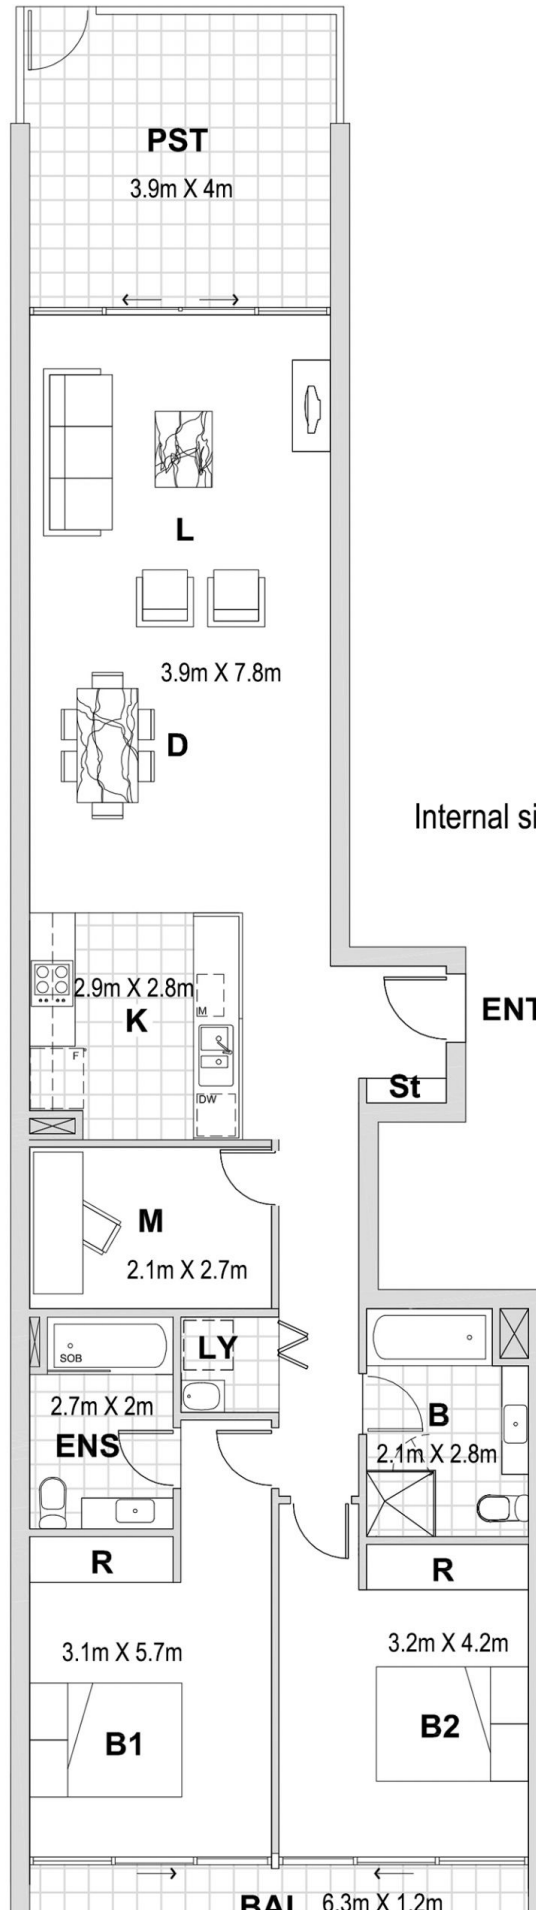 PST
3.9m X 4m
L
3.9m X 7.8m
D
Internal si
2.9m X 2.8m
K
M
F
DW
ENT
St
M
2.1m X 2.7m
SOB
LY
2.7m X 2m
ENS
B
2.1m X 2.8m
R
R
3.1m X 5.7m
3.2m X 4.2m
B1
B2
BAL 6.3m X 1.2m